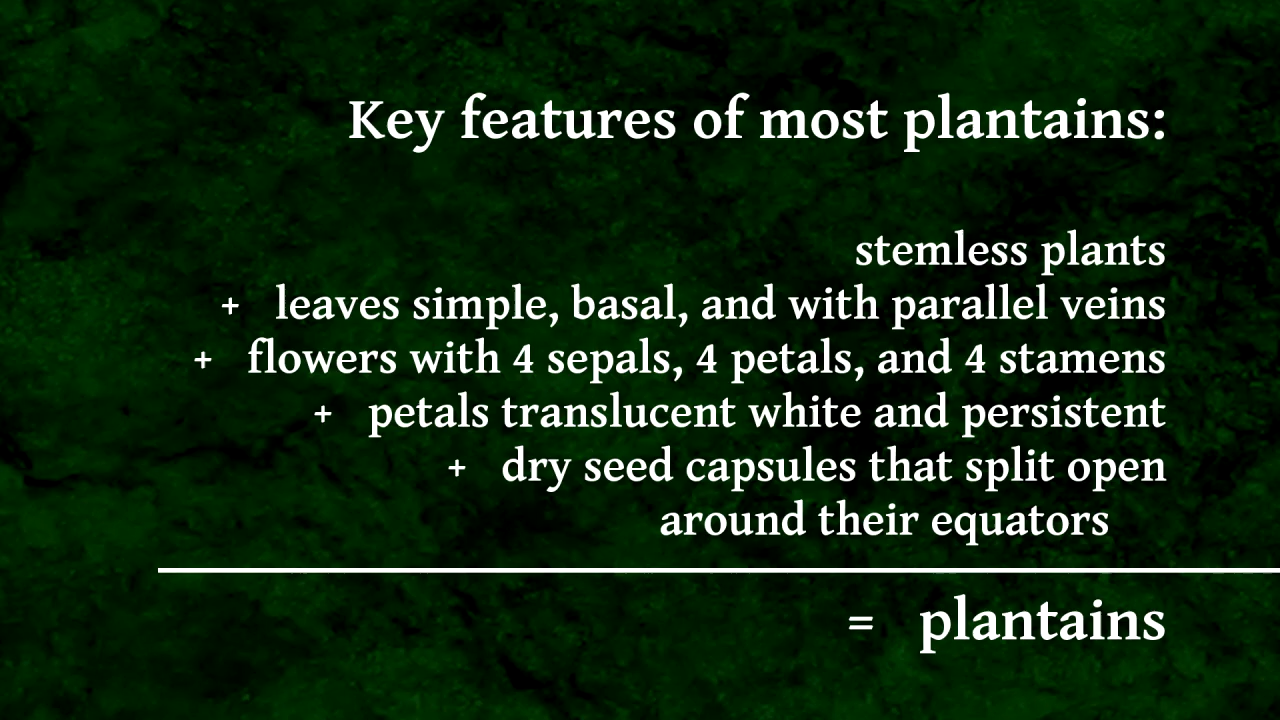 Key features of most plantains:
stemless plants
+ leaves simple, basal, and with parallel veins
+ flowers with 4 sepals, 4 petals, and 4 stamens
+ petals translucent white and persistent
+ dry seed capsules that split open
around their equators
= plantains